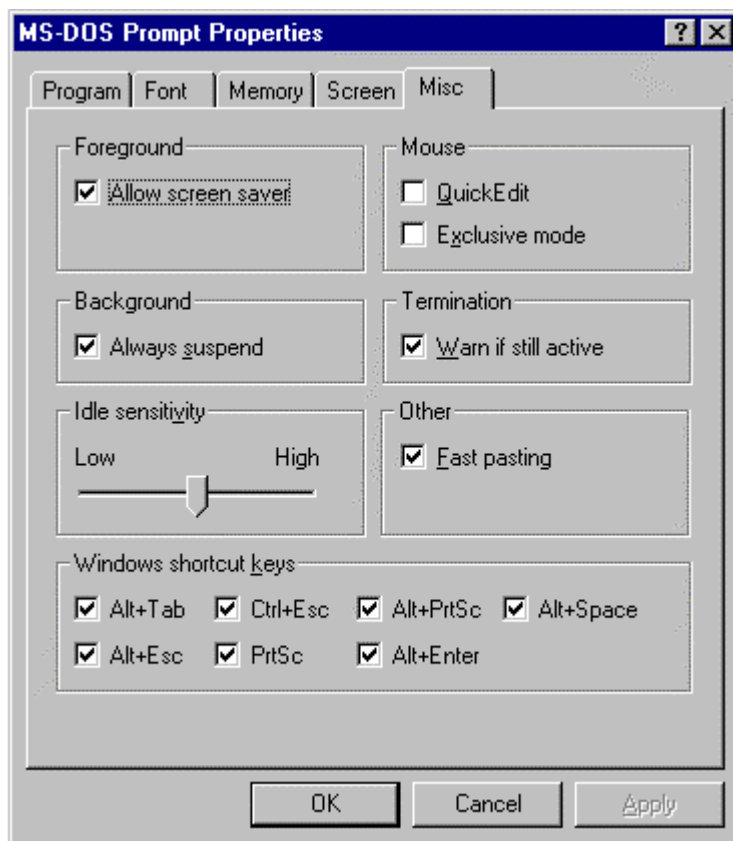 MS-DOS Prompt Properties
Program Font Memory Screen Misc
Foreground
Allow screen saver
Mouse
QuickEdit
Exclusive mode
Background
Always suspend
Termination
Warn if still active
Idle sensitivity
Low High
Other
Fast pasting
Windows shortcut keys
Alt+Tab Ctrl+Esc Alt+PrtSc Alt+Space
Alt+Esc PrtSc Alt+Enter
OK Cancel Apply